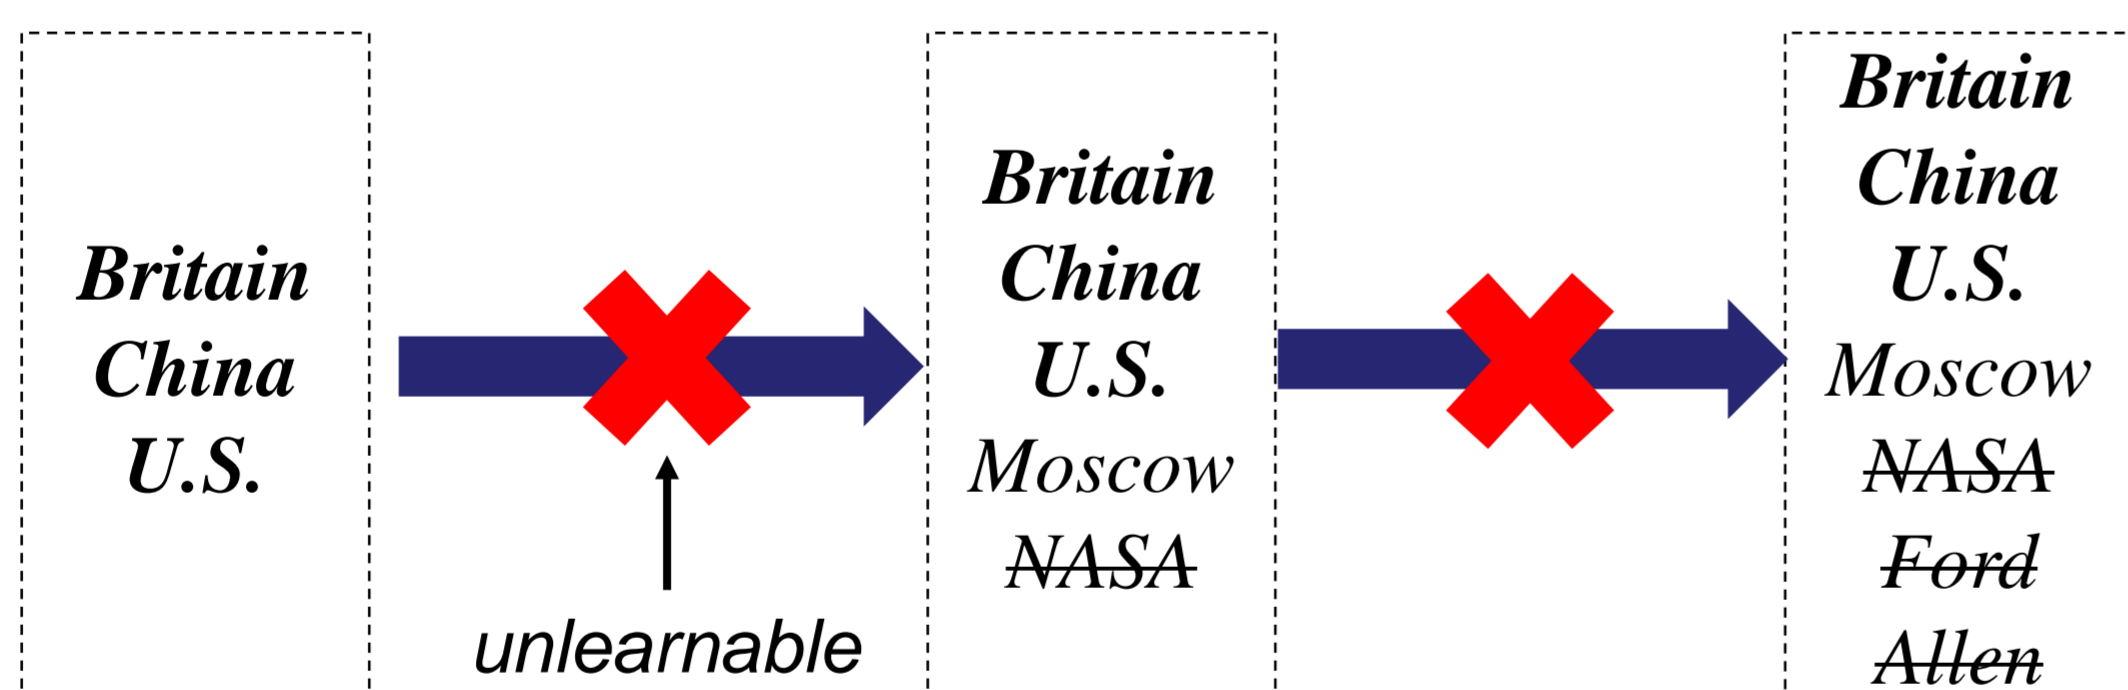 Britain
China
U.S.
unlearnable
Britain
China
U.S.
Moscow
NASA
Britain
China
U.S.
Moscow
NASA
Ford
Allen